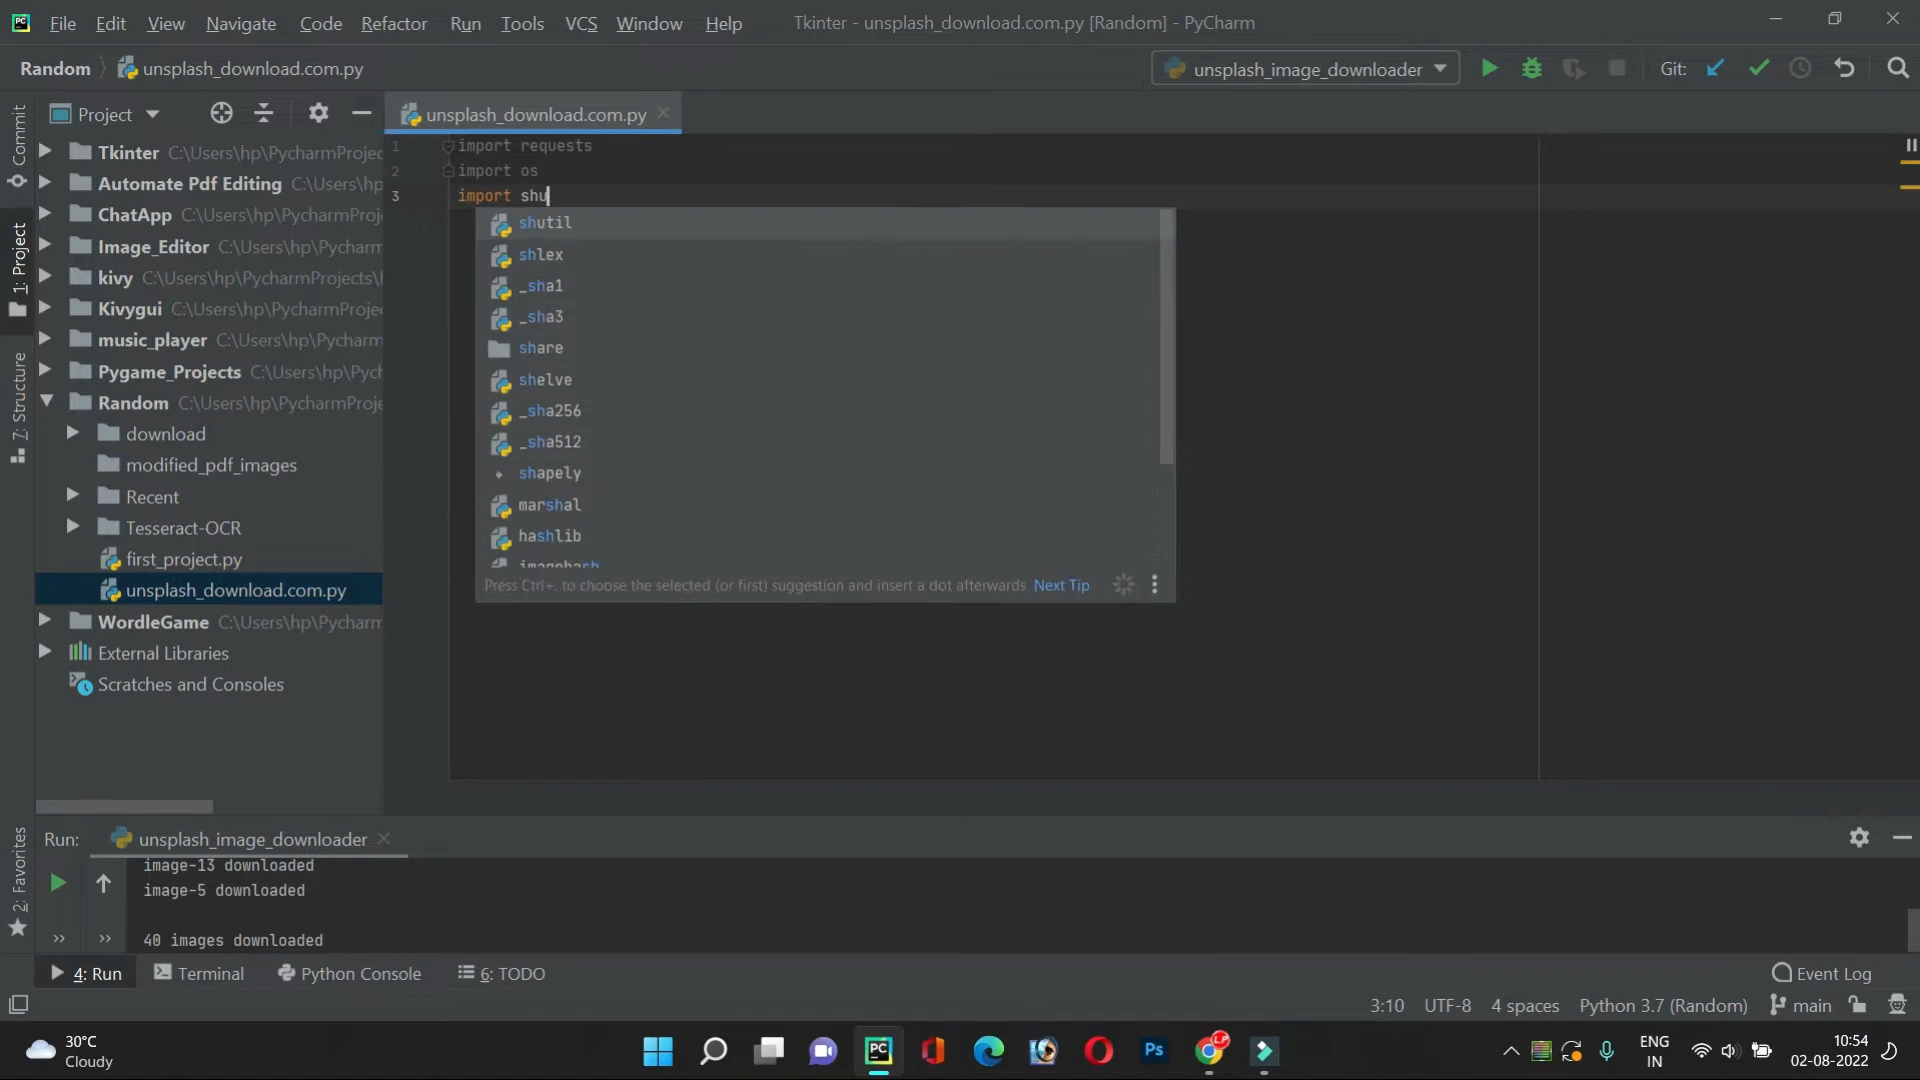 File Edit View Navigate Code Refactor Run Tools VCS Window Help Tkinter - unsplash_download.com.py [Random] - PyCharm
Random unsplash_download.com.py unsplash_image_downloader Git:
Project unsplash_download.com.py
Commit
1: Project
7: Structure
2: Favorites
Tkinter C:\Users\hp\PycharmProjec
Automate Pdf Editing C:\Users\h
ChatApp C:\Users\hp\PycharmPro
Image_Editor C:\Users\hp\Pycharm
kivy C:\Users\hp\PycharmProjects\
Kivygui C:\Users\hp\PycharmProjec
music_player C:\Users\hp\Pycharm
Pygame_Projects C:\Users\hp\Pych
Random C:\Users\hp\PycharmProje
download
modified_pdf_images
Recent
Tesseract-OCR
first_project.py
unsplash_download.com.py
WordleGame C:\Users\hp\Pycharm
External Libraries
Scratches and Consoles
1 import requests
2 import os
3 import shu
shutil
shlex
_sha1
_sha3
share
shelve
_sha256
_sha512
shapely
marshal
hashlib
imagehash
Press Ctrl+. to choose the selected (or first) suggestion and insert a dot afterwards Next Tip
Run: unsplash_image_downloader
image-13 downloaded
image-5 downloaded
40 images downloaded
4: Run Terminal Python Console 6: TODO Event Log
3:10 UTF-8 4 spaces Python 3.7 (Random) main
30°C
Cloudy
PC
Ps
LP
ENG
IN
10:54
02-08-2022